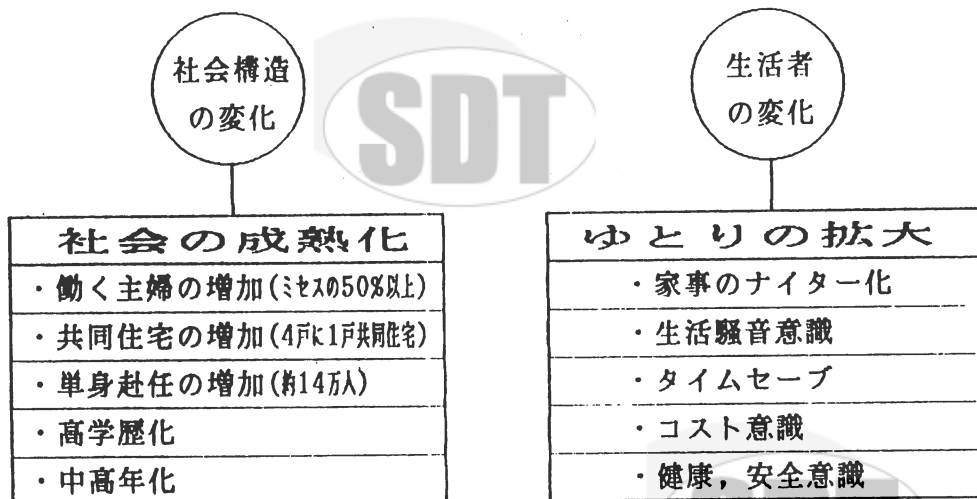 社会構造
の変化
生活者
の変化
SDT
社会の成熟化
・働く主婦の増加(ミセスの50%以上)
・共同住宅の増加(4戸に1戸共同住宅)
・単身赴任の増加(約14万人)
・高学歴化
・中高年化
ゆとりの拡大
・家事のナイター化
・生活騒音意識
・タイムセーブ
・コスト意識
・健康，安全意識
SDT